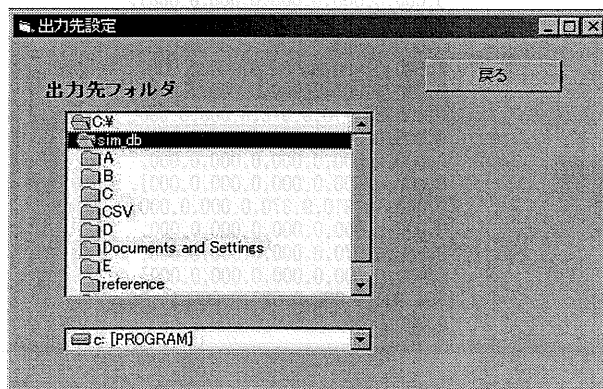 出力先設定
戻る
出力先フォルダ
C:¥
sim_db
A
B
C
CSV
D
Documents and Settings
E
reference
c: [PROGRAM]